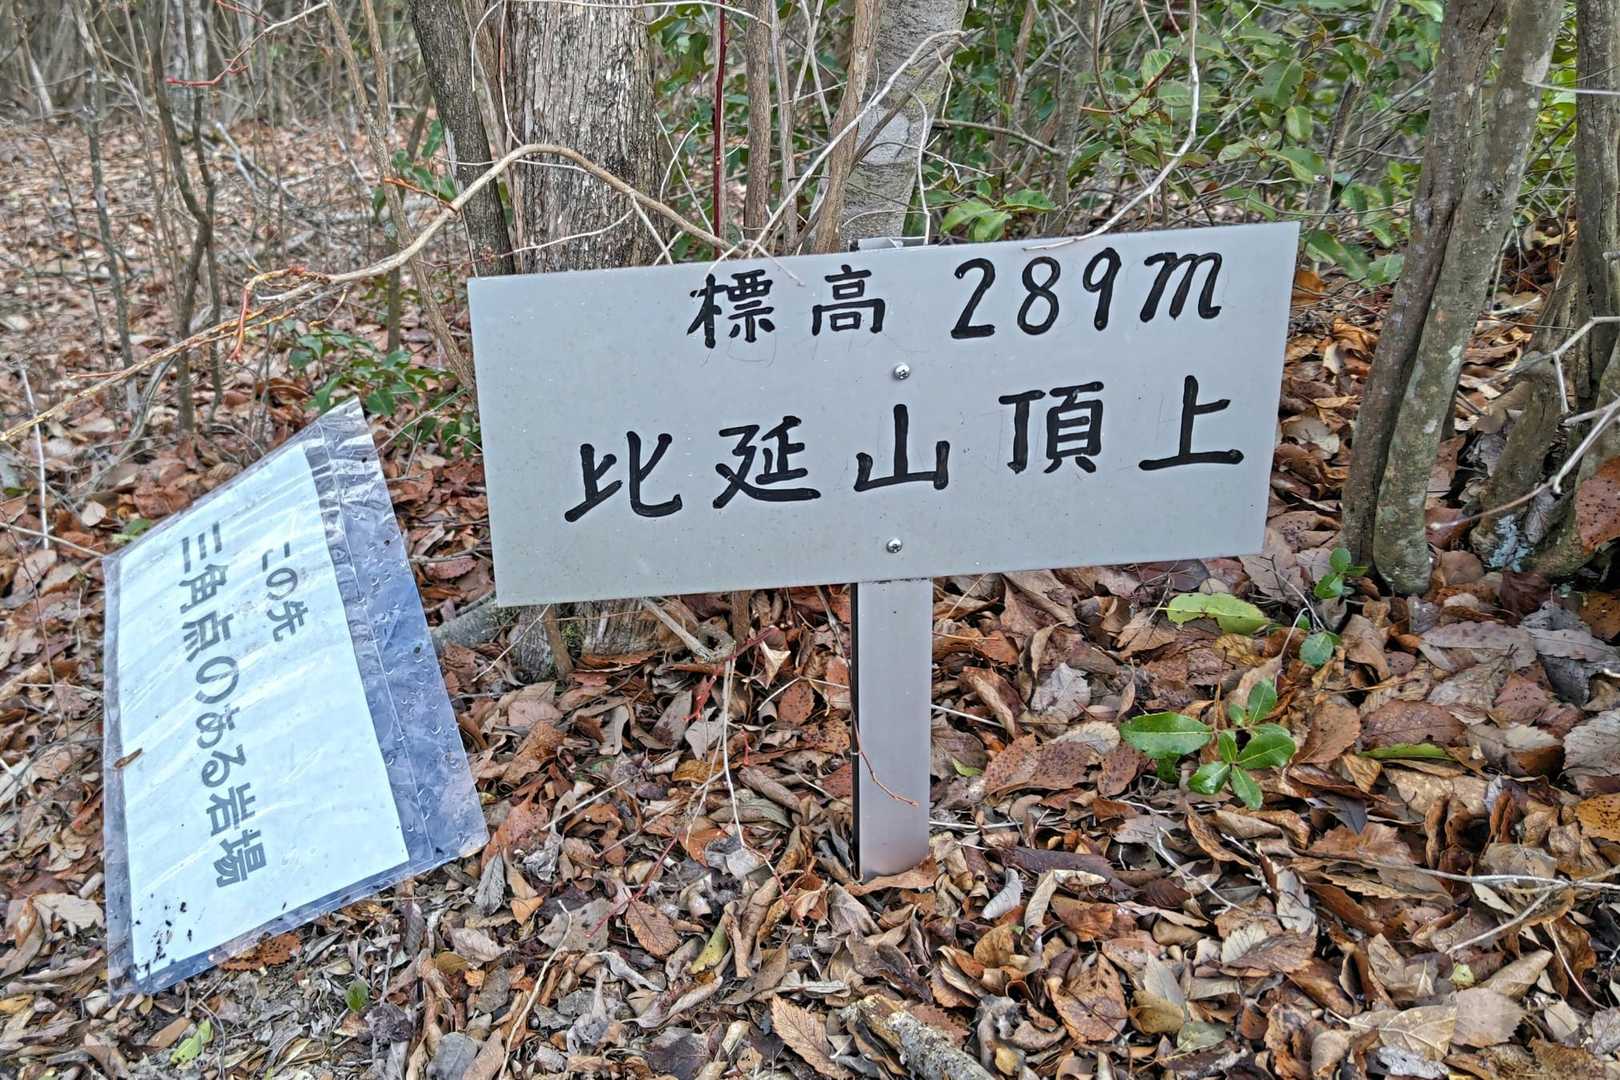 標高 289m
比延山頂上
この先
三角点のある岩場